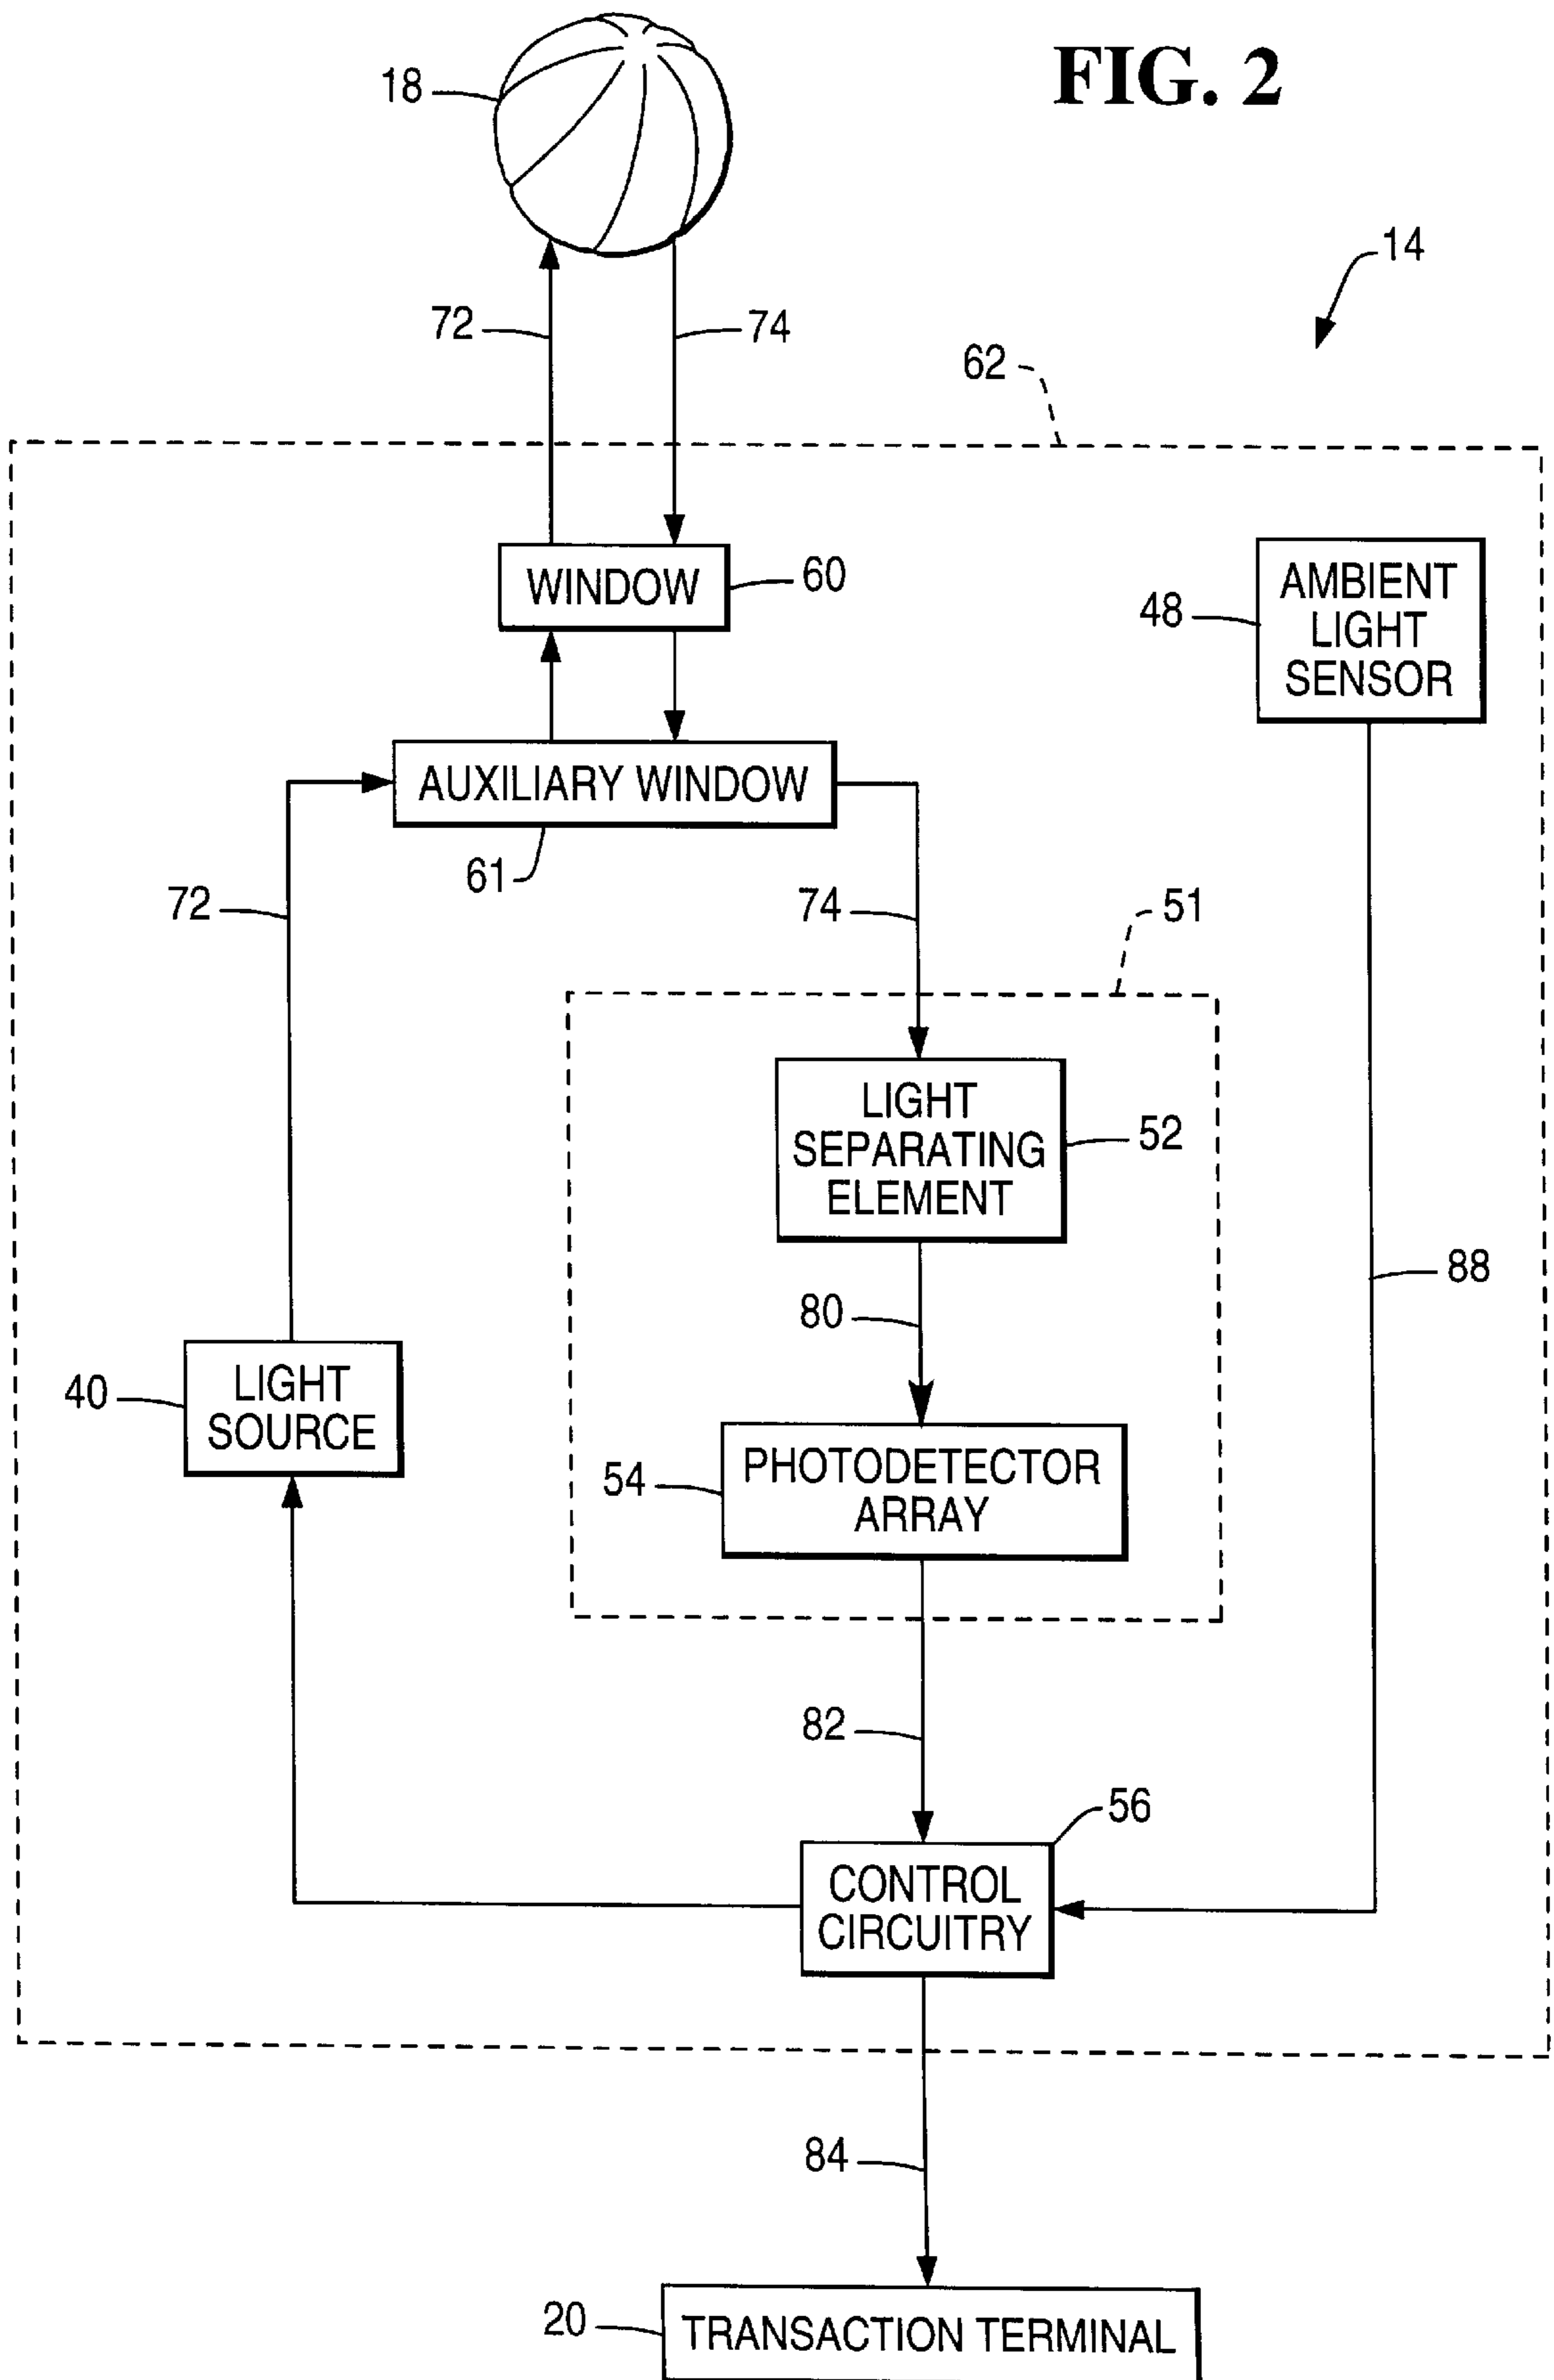 FIG. 2
18
14
72
74
62
WINDOW
60
AMBIENT
LIGHT
SENSOR
48
AUXILIARY WINDOW
61
72
74
51
LIGHT
SEPARATING
ELEMENT
52
88
80
LIGHT
SOURCE
40
PHOTODETECTOR
ARRAY
54
82
56
CONTROL
CIRCUITRY
84
20
TRANSACTION TERMINAL